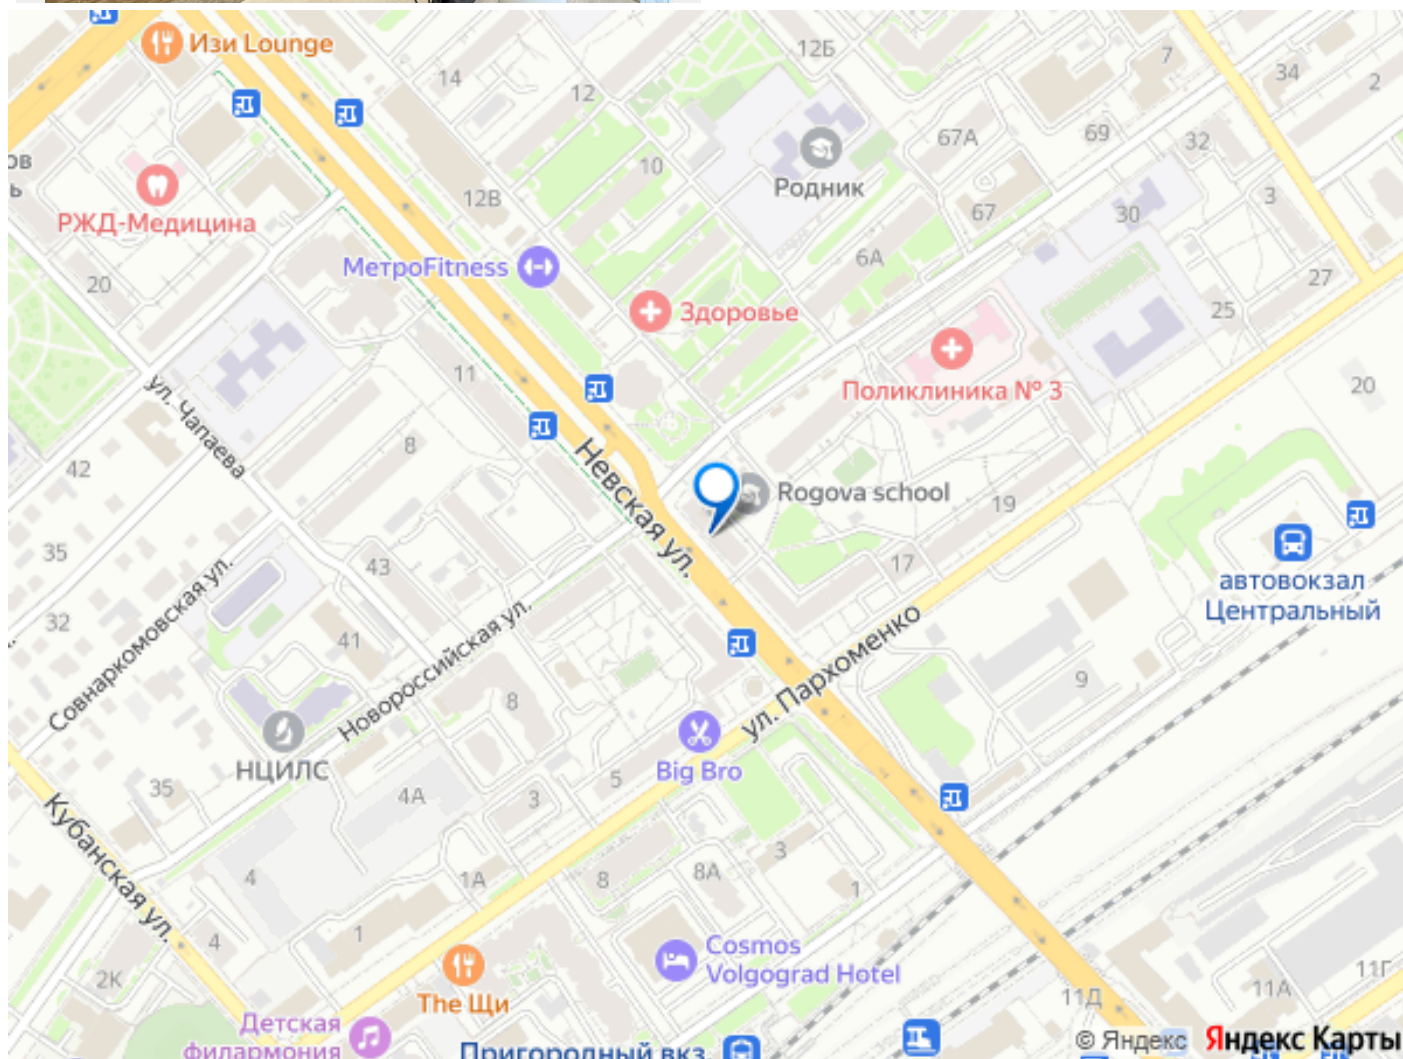 Изи Lounge
12Б
7
34
2
14
12
67А
69
32
ов
ь
10
Родник
РЖД-Медицина
12В
67
30
3
МетроFitness
6А
20
27
Здоровье
25
11
Поликлиника № 3
20
ул. Чапаева
8
42
Невская ул.
Rogova school
19
35
43
17
автовокзал
Центральный
32
41
Совнаркомовская ул.
Новороссийская ул.
ул. Пархоменко
8
9
НЦИЛС
Big Bro
35
4А
3
5
Кубанская ул.
3
4
1А
8
8А
1
4
1
Cosmos
Volgograd Hotel
2К
The Щи
11Д
11А
11Г
Детская
филармония
Пригородный вкз
© Яндекс Яндекс Карты